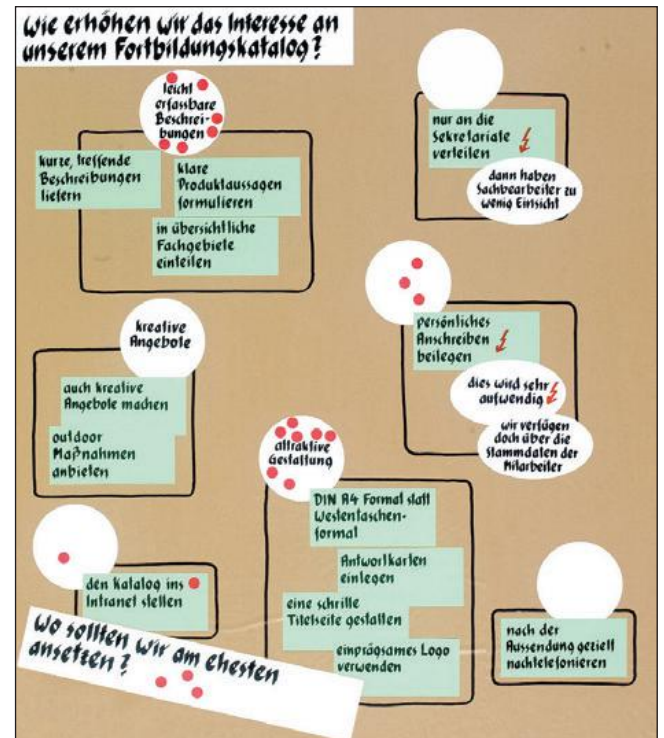 Wie erhöhen wir das Interesse an
unserem Fortbildungskatalog?
leicht
erfassbare
Beschrei-
bungen
kurze, treffende
Beschreibungen
liefern
klare
Produktaussagen
formulieren
in übersichtliche
Fachgebiete
einteilen
nur an die
Sekretariate
verteilen
dann haben
Sachbearbeiter zu
wenig Einsicht
kreative
Angebote
auch kreative
Angebote machen
outdoor
Maßnahmen
anbieten
persönliches
Anschreiben
beilegen
dies wird sehr
aufwendig
wir verfügen
doch über die
Stammdaten der
Mitarbeiter
attraktive
Gestaltung
DIN A4 Format statt
Westentaschen-
format
Antwortkarten
einlegen
eine schrille
Titelseite gestalten
einprägsames Logo
verwenden
den Katalog ins
Intranet stellen
nach der
Aussendung gezielt
nachtelefonieren
Wo sollten wir am ehesten
ansetzen?